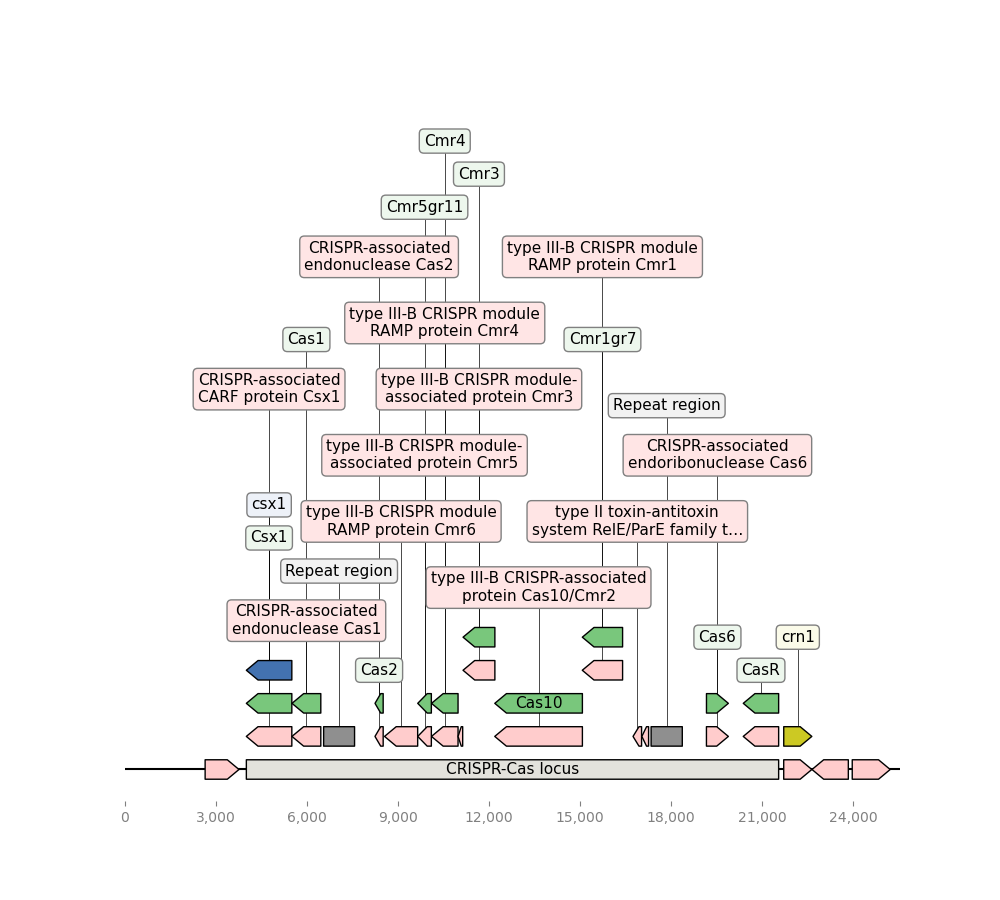 Cmr4
Cmr3
Cmr5gr11
CRISPR-associated
endonuclease Cas2
type III-B CRISPR module
RAMP protein Cmr1
type III-B CRISPR module
RAMP protein Cmr4
Cas1
Cmr1gr7
CRISPR-associated
CARF protein Csx1
type III-B CRISPR module-
associated protein Cmr3
Repeat region
type III-B CRISPR module-
associated protein Cmr5
CRISPR-associated
endoribonuclease Cas6
csx1
type III-B CRISPR module
RAMP protein Cmr6
type II toxin-antitoxin
system RelE/ParE family t...
Csx1
Repeat region
type III-B CRISPR-associated
protein Cas10/Cmr2
CRISPR-associated
endonuclease Cas1
Cas6
crn1
Cas2
CasR
Cas10
CRISPR-Cas locus
0
3,000
6,000
9,000
12,000
15,000
18,000
21,000
24,000